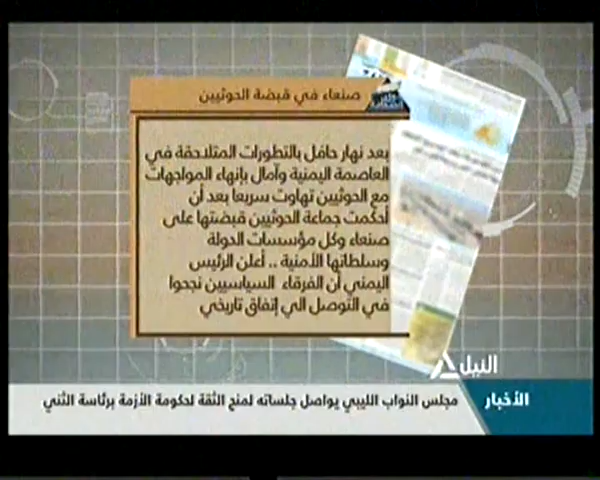 صنعاء في قبضة الحوثيين
بعد نهار حافل بالتطورات المتلاحقة في
العاصمة اليمنية وآمال بإنهاء المواجهات
مع الحوثيين تهاوت سريعا بعد أن
أحكمت جماعة الحوثيين قبضتها على
صنعاء وكل مؤسسات الدولة
وسلطاتها الأمنية .. أعلن الرئيس
اليمني أن الفرقاء السياسيين نجحوا
في التوصل الي إتفاق تاريخي
النيل
الأخبار
مجلس النواب الليبي يواصل جلساته لمنح الثقة لحكومة الأزمة برئاسة الثني